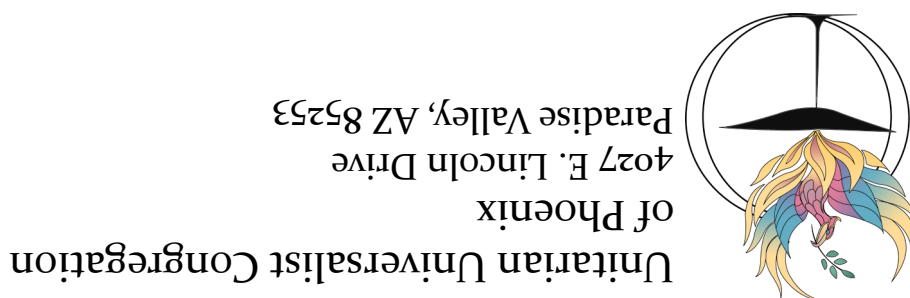 Unitarian Universalist Congregation
of Phoenix
4027 E. Lincoln Drive
Paradise Valley, AZ 85253